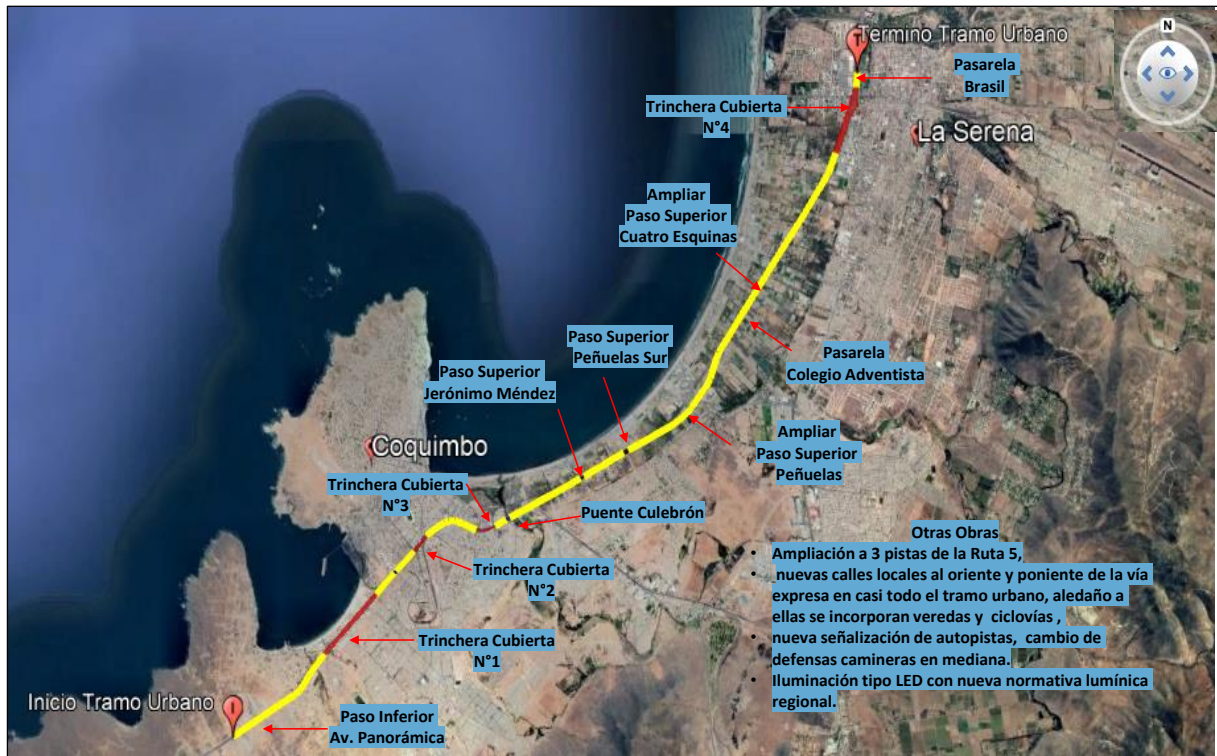 N
Termino Tramo Urbano
T
Pasarela
Brasil
Trinchera Cubierta
N°4
La Serena
Ampliar
Paso Superior
Cuatro Esquinas
Paso Superior
Peñuelas Sur
Pasarela
Colegio Adventista
Paso Superior
Jerónimo Méndez
Ampliar
Paso Superior
Peñuelas
Coquimbo
Trinchera Cubierta
N°3
Puente Culebrón
Trinchera Cubierta
N°2
Trinchera Cubierta
N°1
Inicio Tramo Urbano
I
Paso Inferior
Av. Panorámica
Otras Obras
• Ampliación a 3 pistas de la Ruta 5,
• nuevas calles locales al oriente y poniente de la vía
expresa en casi todo el tramo urbano, aledaño a
ellas se incorporan veredas y ciclovías ,
• nueva señalización de autopistas, cambio de
defensas camineras en mediana.
• Iluminación tipo LED con nueva normativa lumínica
regional.